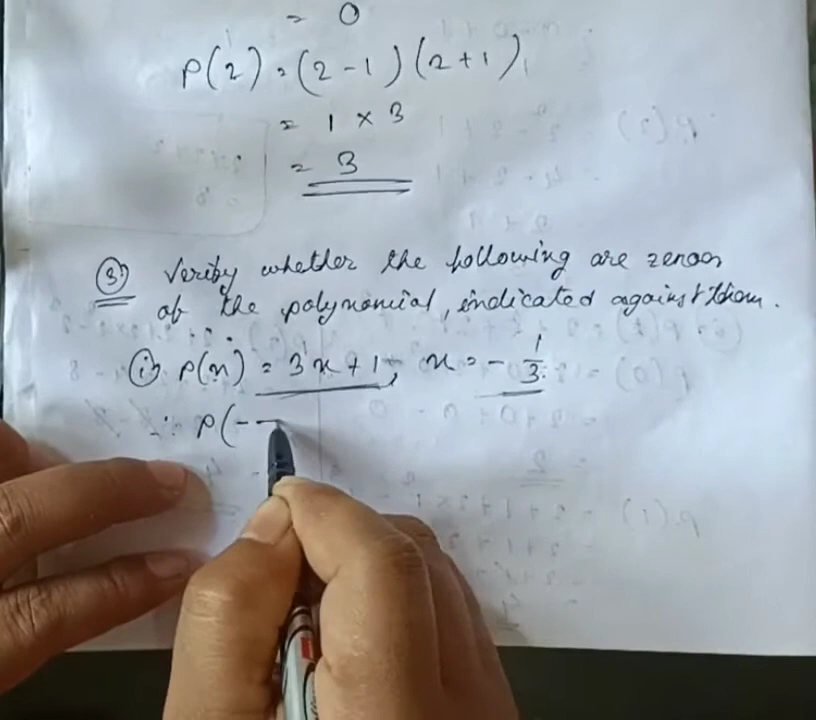 = 0
P(2) = (2-1)(2+1)
= 1 × 3
= 3
(3) Verify whether the following are zeroes
of the polynomial, indicated against them.
(i) P(x) = 3x+1, x = -1/3.
∴ P(-